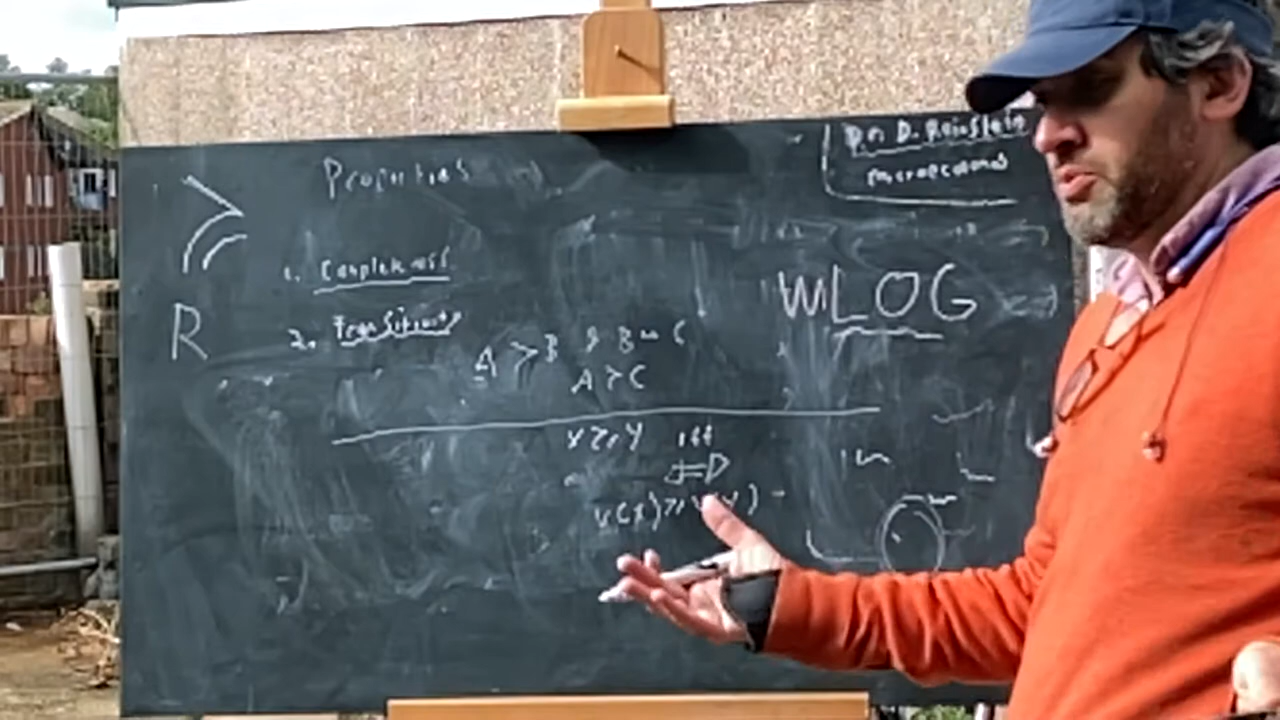 Dr. D. Reinstein
microeconomics
Properties
≿
1. Completeness
WLOG
R
2. Transitivity
A ≻ B & B ~ C
A ≻ C
x ≿ y iff
⇐⇒